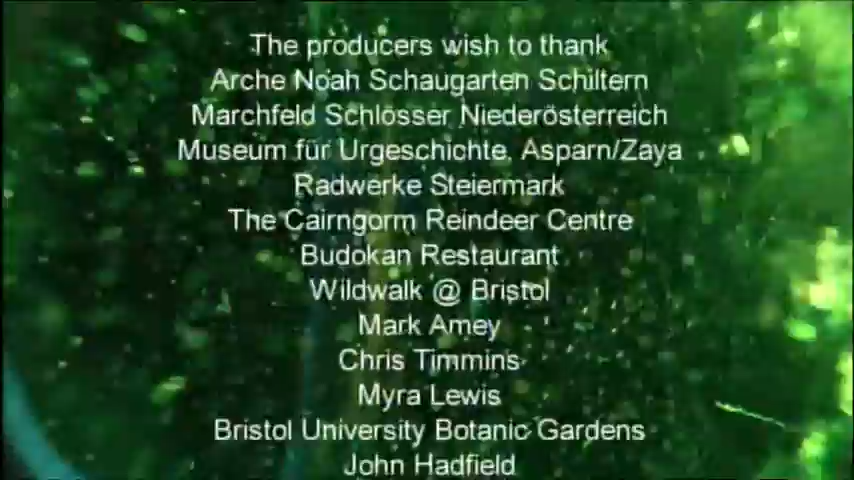 The producers wish to thank
Arche Noah Schaugarten Schiltern
Marchfeld Schlösser Niederösterreich
Museum für Urgeschichte. Asparn/Zaya
Radwerke Steiermark
The Cairngorm Reindeer Centre
Budokan Restaurant
Wildwalk @ Bristol
Mark Amey
Chris Timmins
Myra Lewis
Bristol University Botanic Gardens
John Hadfield